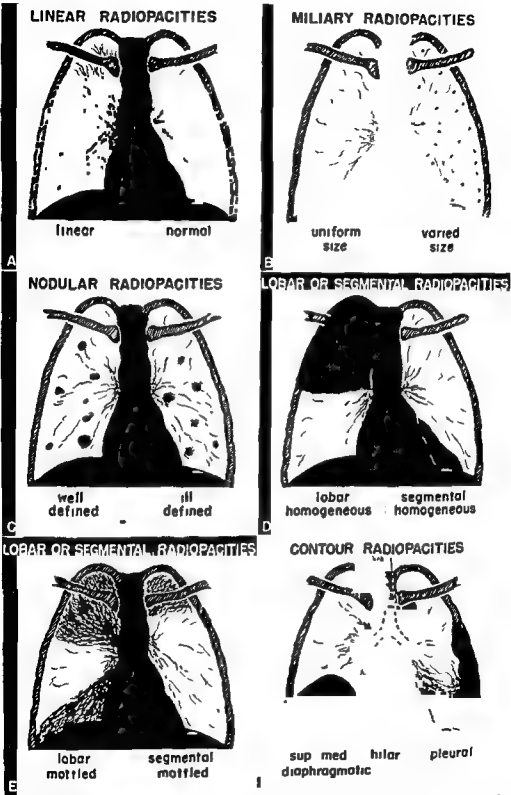 LINEAR RADIOPACITIES
linear normal
A
MILIARY RADIOPACITIES
uniform size
varied size
B
NODULAR RADIOPACITIES
well defined
ill defined
C
LOBAR OR SEGMENTAL RADIOPACITIES
lobar homogeneous
segmental homogeneous
D
LOBAR OR SEGMENTAL RADIOPACITIES
lobar mottled
segmental mottled
E
CONTOUR RADIOPACITIES
sup med hilar pleural
diaphragmatic